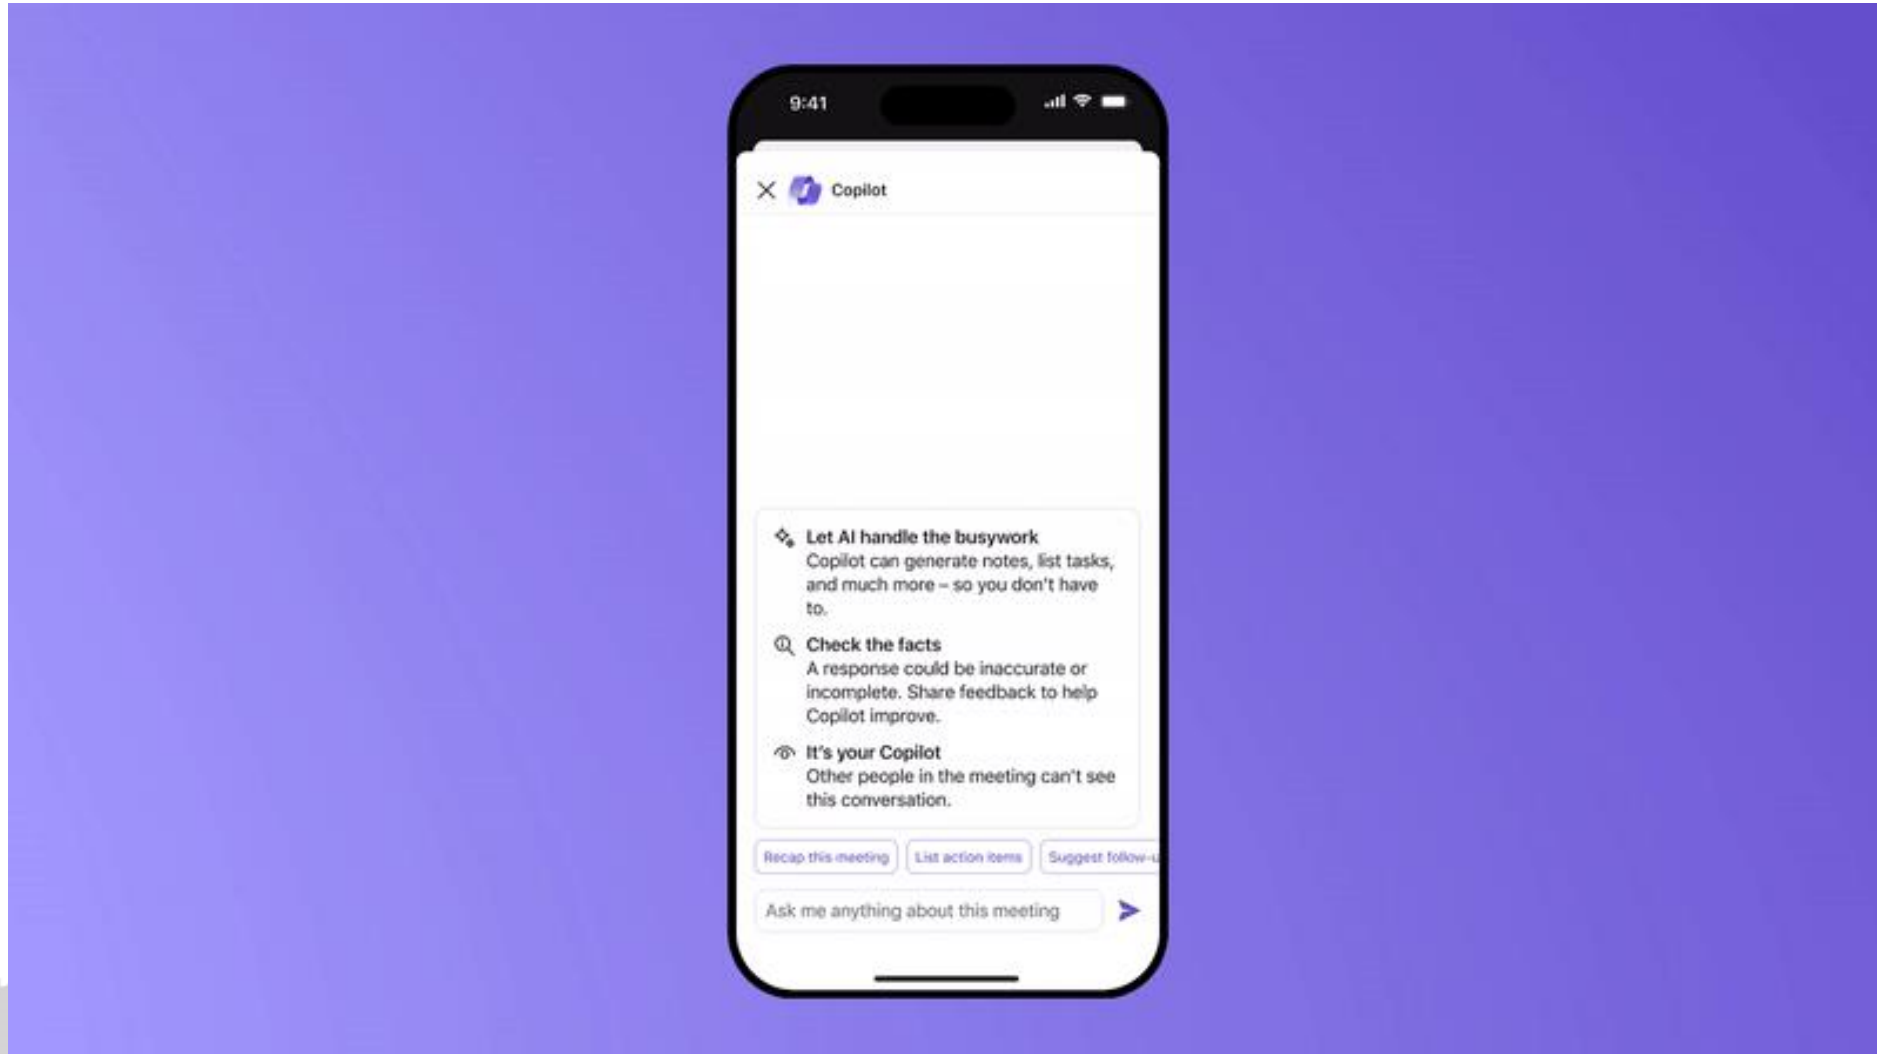 9:41
Copilot
Let AI handle the busywork
Copilot can generate notes, list tasks,
and much more – so you don't have
to.
Check the facts
A response could be inaccurate or
incomplete. Share feedback to help
Copilot improve.
It's your Copilot
Other people in the meeting can't see
this conversation.
Recap this meeting
List action items
Suggest follow-u
Ask me anything about this meeting